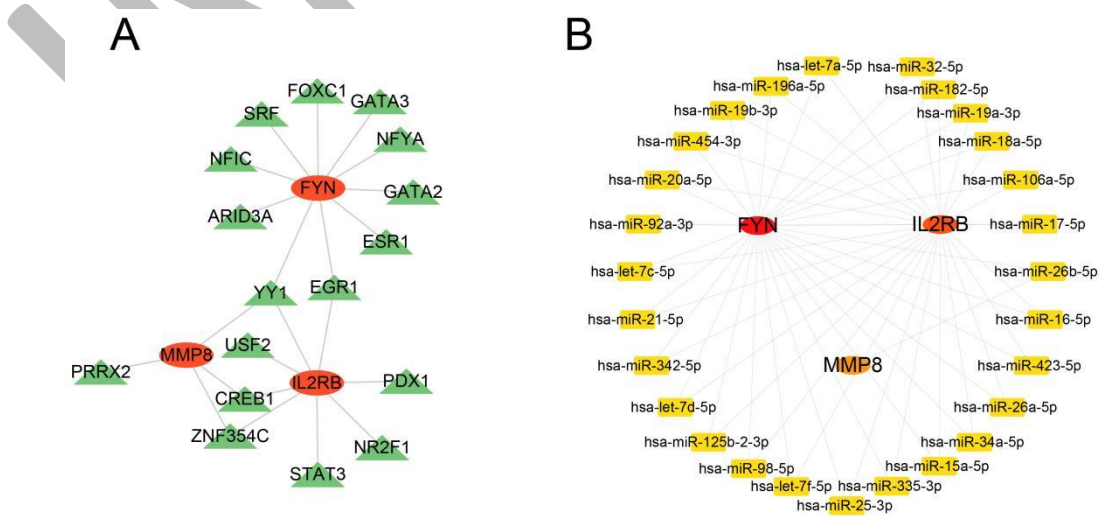 A
FOXC1
SRF
GATA3
NFIC
NFYA
FYN
GATA2
ARID3A
ESR1
YY1
EGR1
USF2
MMP8
PRRX2
IL2RB
PDX1
CREB1
ZNF354C
NR2F1
STAT3
B
hsa-let-7a-5p
hsa-miR-32-5p
hsa-miR-196a-5p
hsa-miR-182-5p
hsa-miR-19b-3p
hsa-miR-19a-3p
hsa-miR-454-3p
hsa-miR-18a-5p
hsa-miR-20a-5p
hsa-miR-106a-5p
hsa-miR-92a-3p
FYN
IL2RB
hsa-miR-17-5p
hsa-let-7c-5p
hsa-miR-26b-5p
hsa-miR-21-5p
hsa-miR-16-5p
hsa-miR-342-5p
MMP8
hsa-miR-423-5p
hsa-let-7d-5p
hsa-miR-26a-5p
hsa-miR-125b-2-3p
hsa-miR-34a-5p
hsa-miR-98-5p
hsa-miR-15a-5p
hsa-let-7f-5p
hsa-miR-335-3p
hsa-miR-25-3p